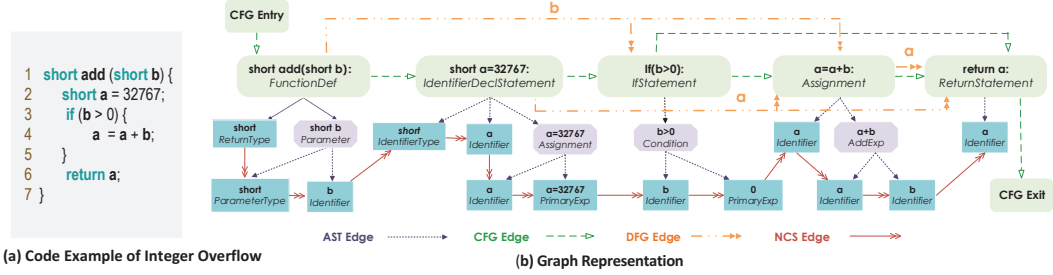 1 short add (short b) {
2 short a = 32767;
3 if (b > 0) {
4 a = a + b;
5 }
6 return a;
7 }
(a) Code Example of Integer Overflow
CFG Entry
b
short add(short b):
FunctionDef
short a=32767:
IdentifierDeclStatement
If(b>0):
IfStatement
a=a+b:
Assignment
a
return a:
ReturnStatement
a
short
ReturnType
short b
Parameter
short
IdentifierType
a
Identifier
a=32767
Assignment
b>0
Condition
a
Identifier
a+b
AddExp
a
Identifier
short
ParameterType
b
Identifier
a
Identifier
a=32767
PrimaryExp
b
Identifier
0
PrimaryExp
a
Identifier
b
Identifier
CFG Exit
AST Edge
CFG Edge
DFG Edge
NCS Edge
(b) Graph Representation